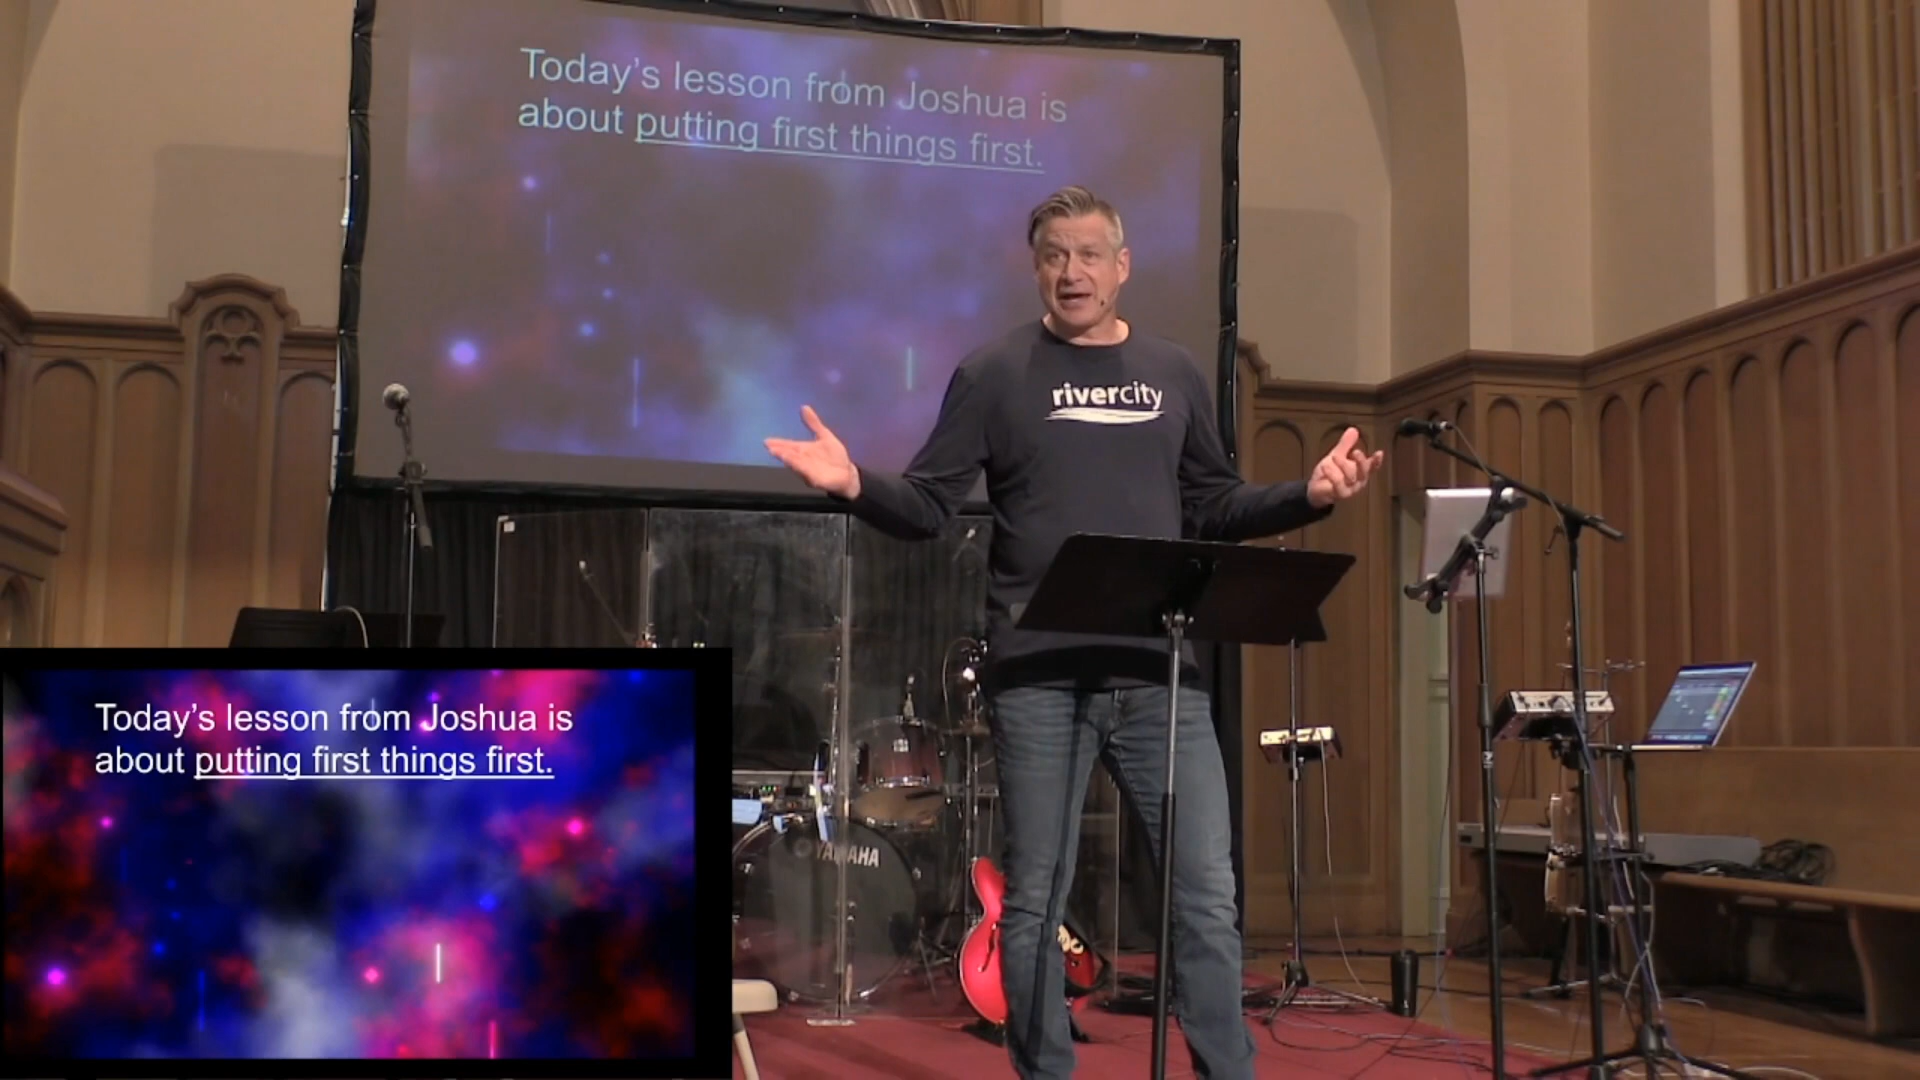 Today's lesson from Joshua is
about putting first things first.
rivercity
YAMAHA
Today's lesson from Joshua is
about putting first things first.